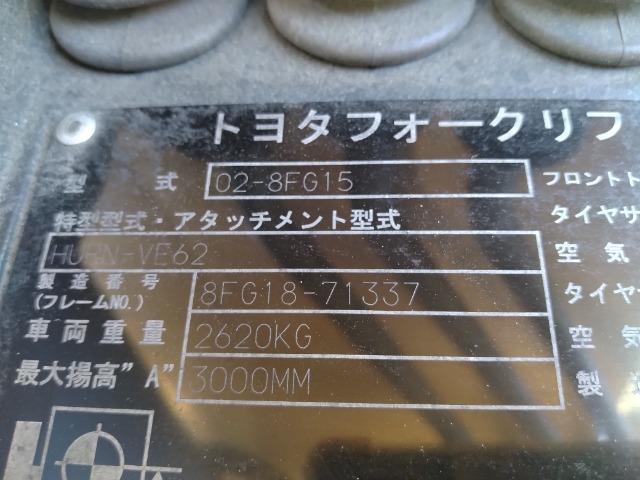 トヨタフォークリフ
型 式 02-8FG15 フロントト
特型型式・アタッチメント型式 タイヤサ
VE62 空 気
製造番号
(フレームNO.) 8FG18-71337 タイヤサ
車両重量 2620KG 空 気
最大揚高"A" 3000MM 製